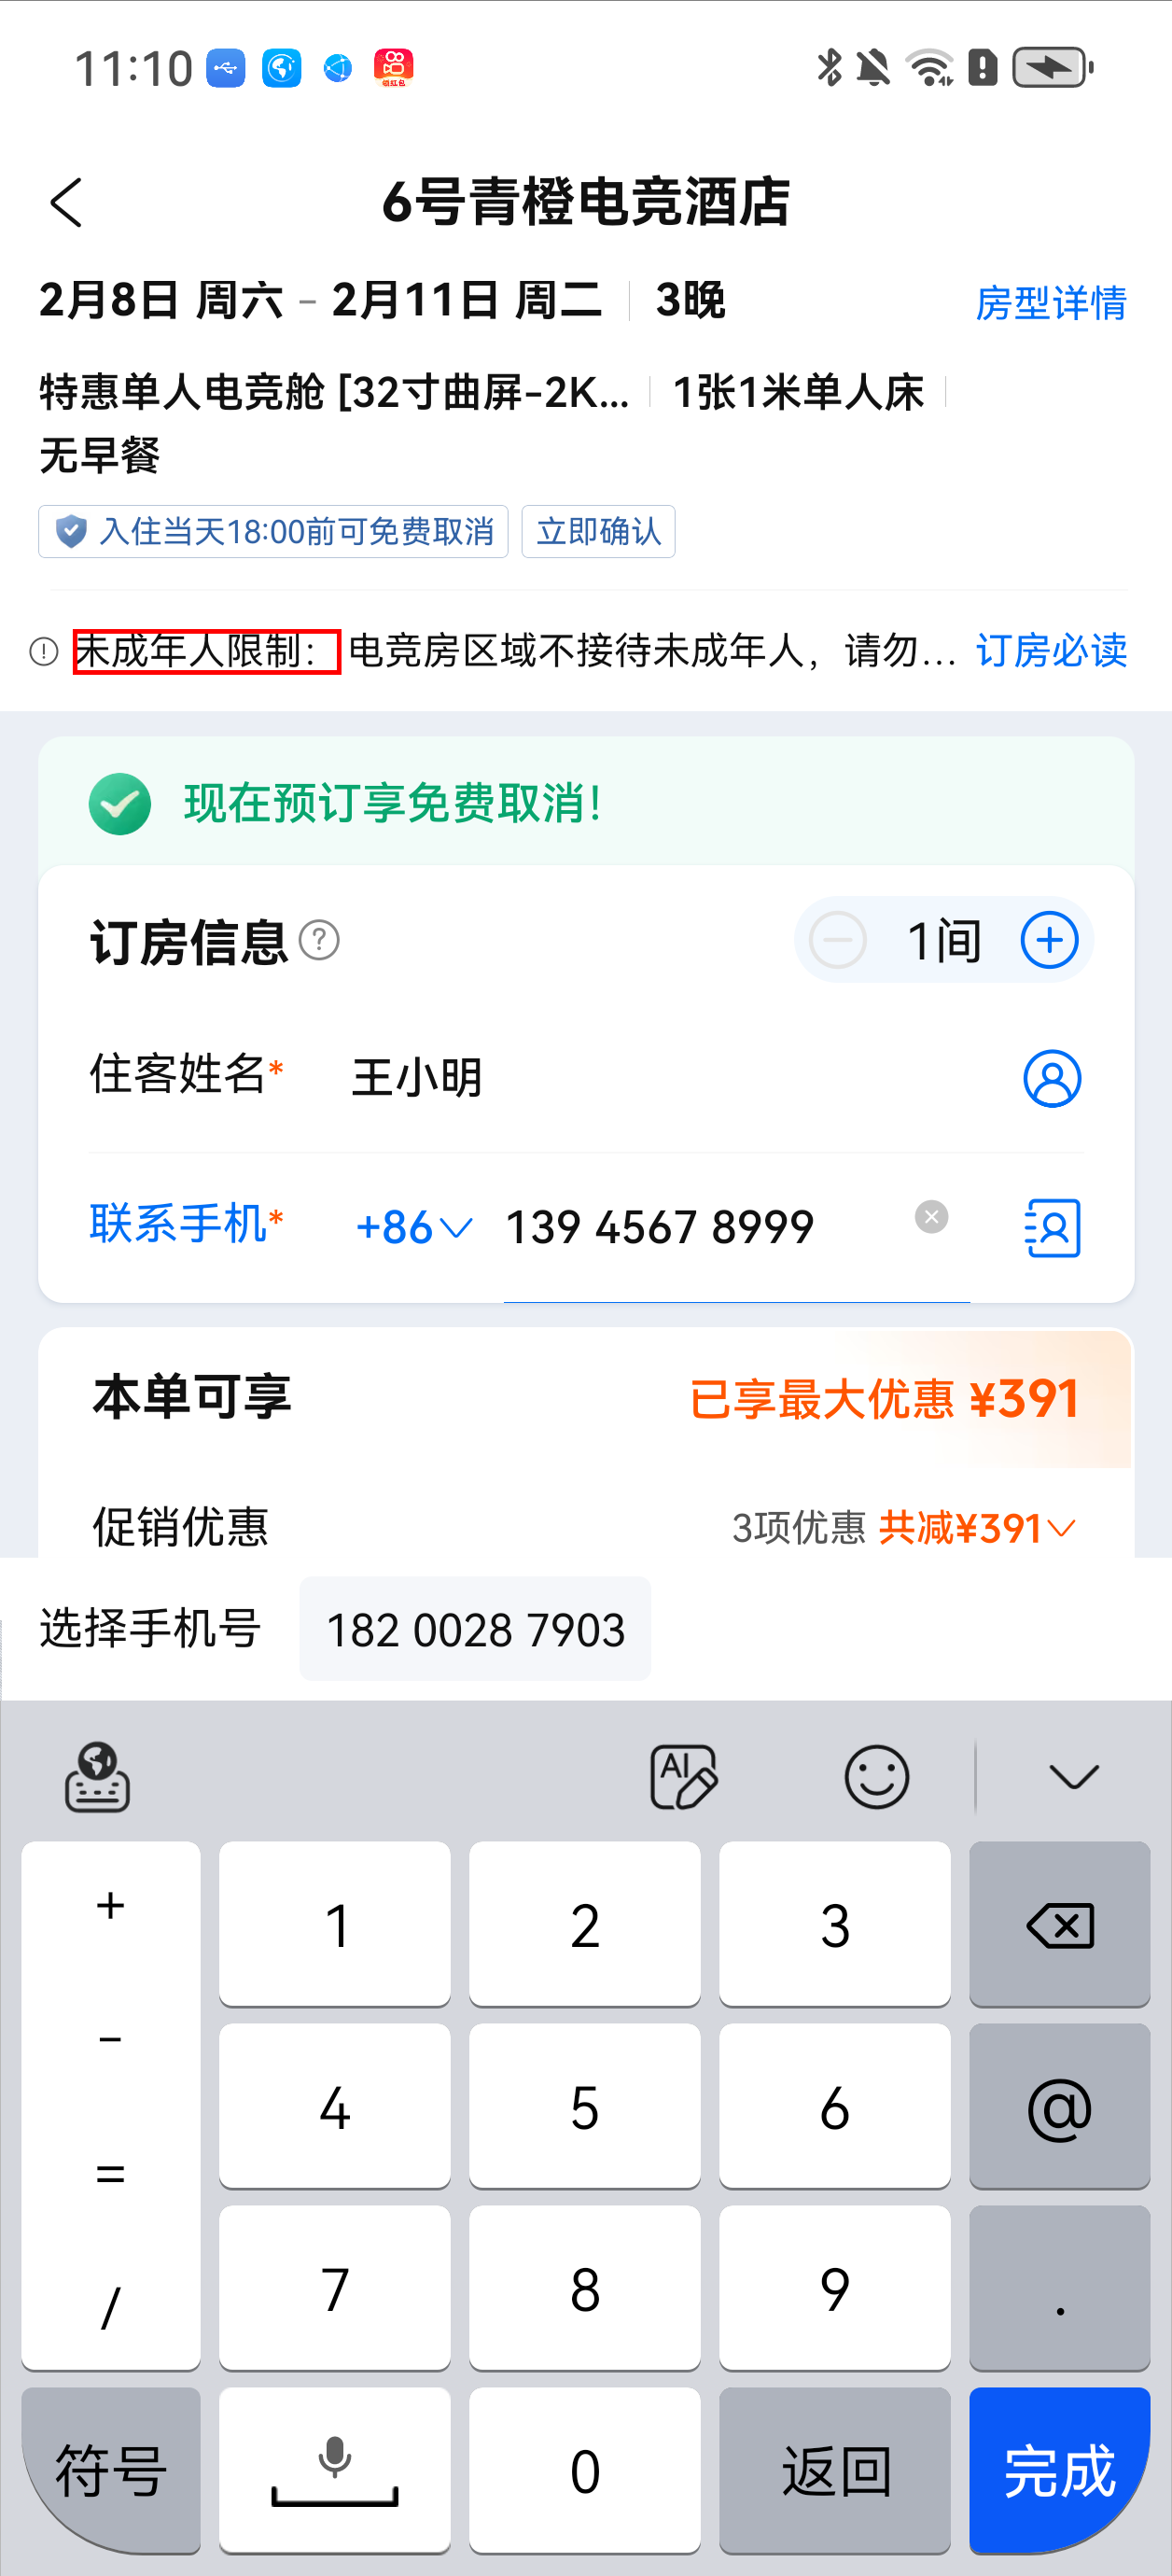 11:10
领红包
6号青橙电竞酒店
2月8日 周六 - 2月11日 周二 3晚 房型详情
特惠单人电竞舱 [32寸曲屏-2K... 1张1米单人床
无早餐
入住当天18:00前可免费取消 立即确认
未成年人限制： 电竞房区域不接待未成年人，请勿... 订房必读
现在预订享免费取消！
订房信息 ? 1间
住客姓名* 王小明
联系手机* +86 139 4567 8999
本单可享 已享最大优惠 ¥391
促销优惠 3项优惠 共减¥391
选择手机号 182 0028 7903
AI
+ 1 2 3
- 4 5 6 @
= 7 8 9 .
/
符号 0 返回 完成